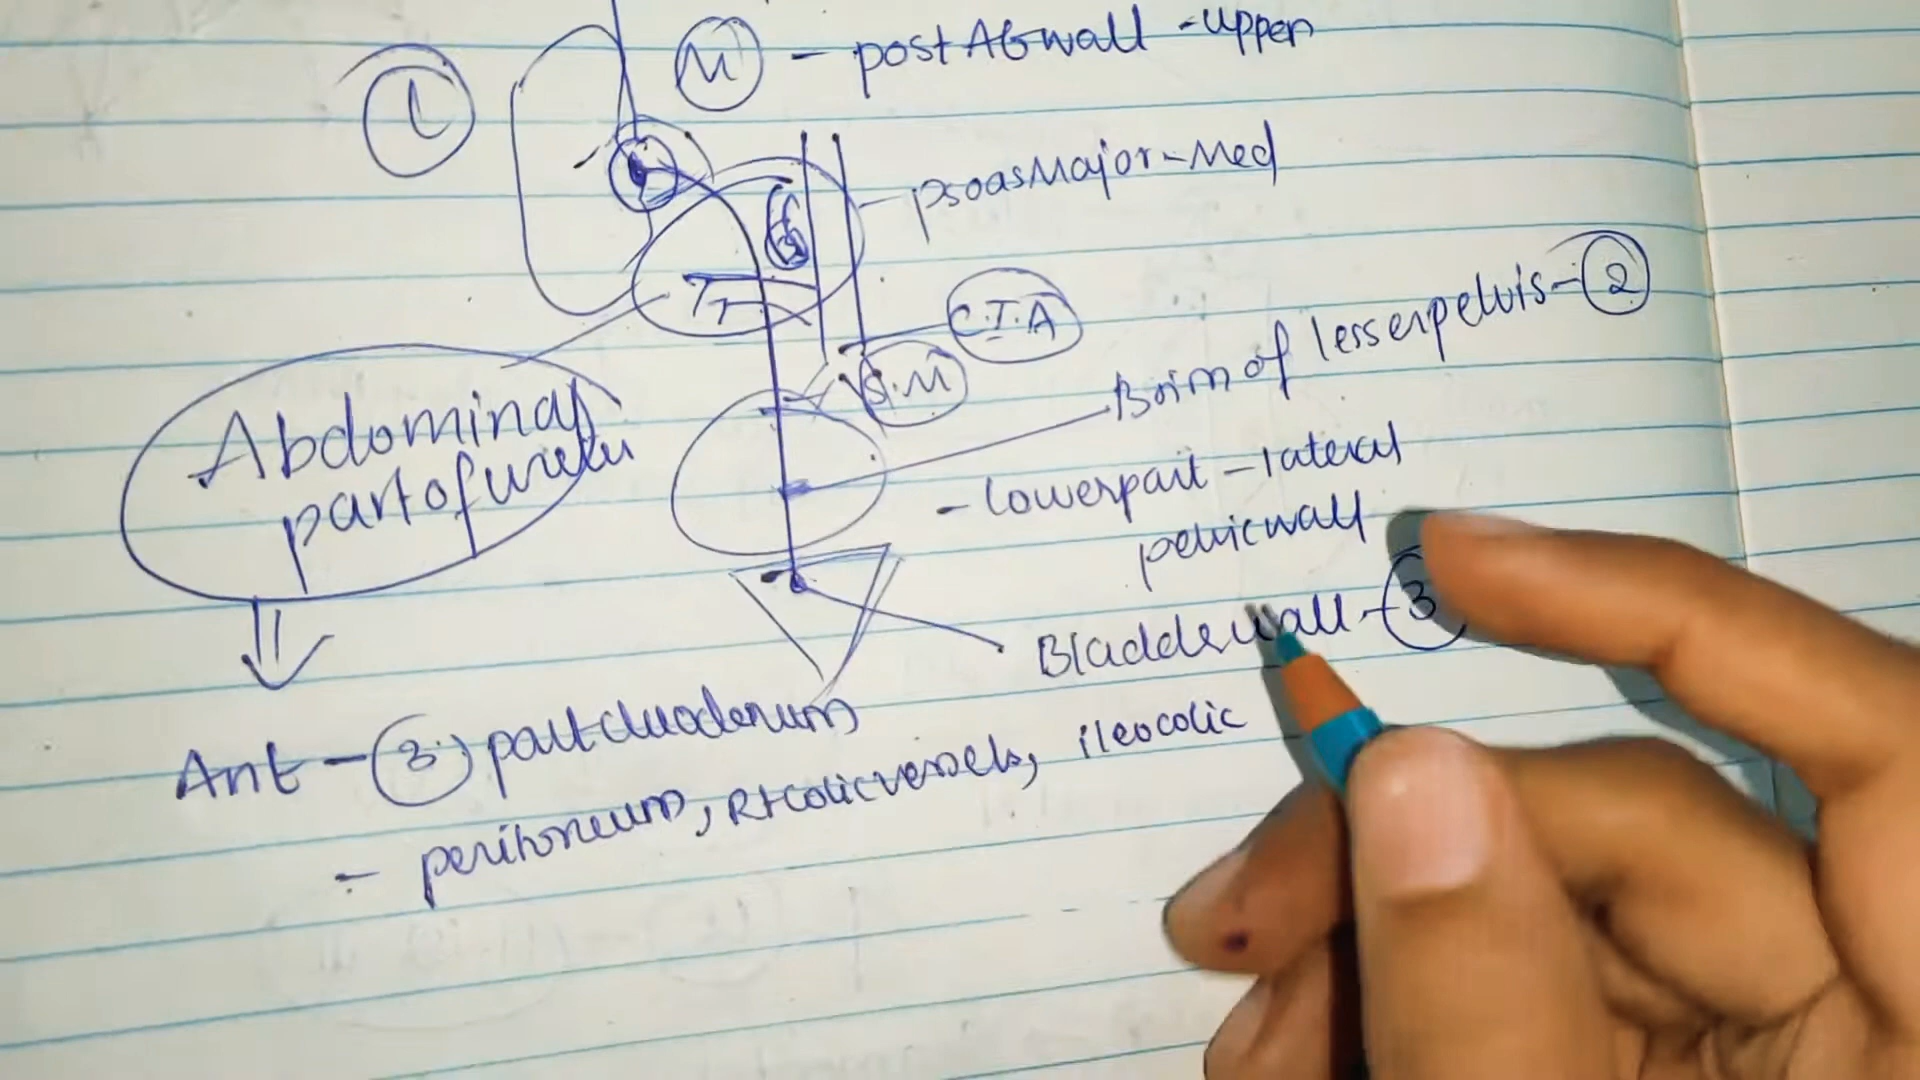 L
M - post Ab wall - upper
psoas Major - Med
C.I.A
S.M
Brim of lesser pelvis - 2
Abdominal
part of ureter
- lower part - lateral
pelvic wall
Bladder wall - 3
Ant - 3 part duodenum
- peritoneum, Rt colic vessels, ileocolic